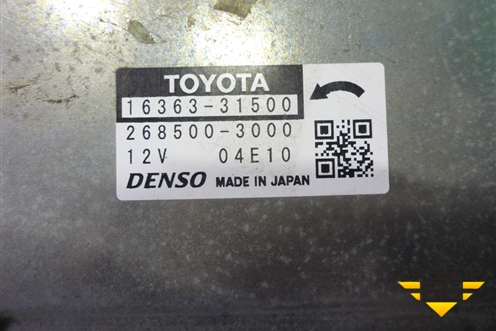 TOYOTA
16363-31500
268500-3000
12V 04E10
DENSO MADE IN JAPAN